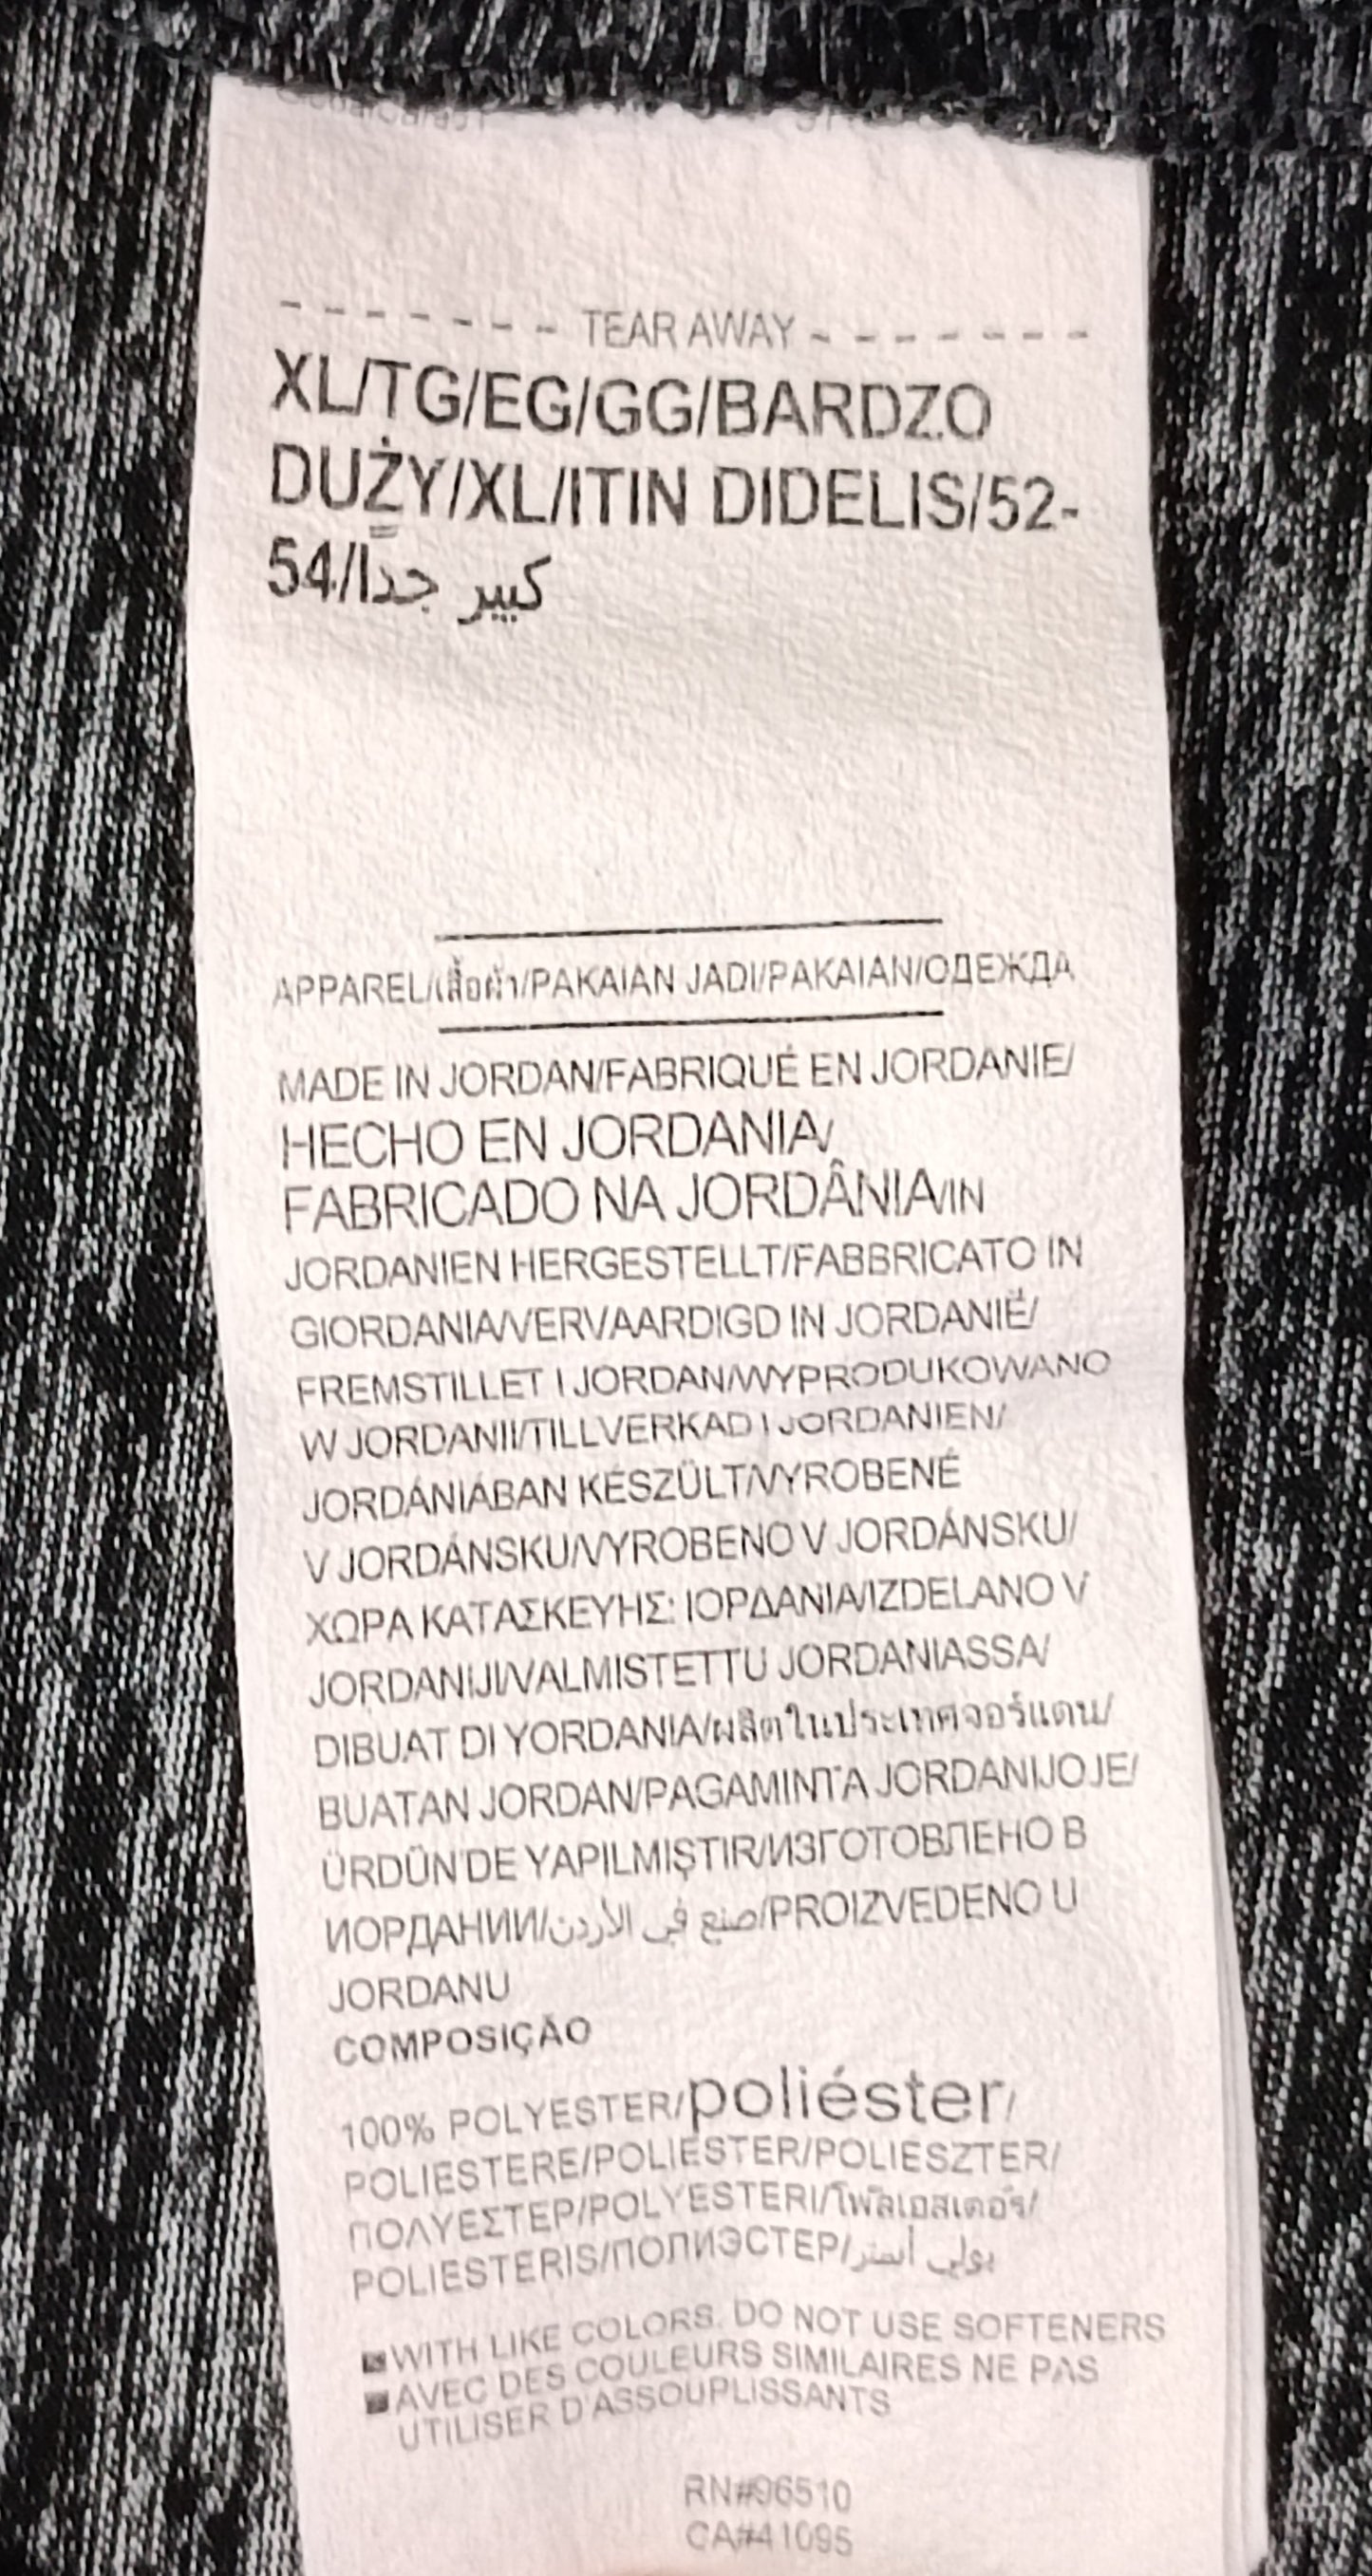 - - - - - - - TEAR AWAY - - - - - - -
XL/TG/EG/GG/BARDZO
DUŻY/XL/ITIN DIDELIS/52-
54/كبير جدًا
APPAREL/เสื้อผ้า/PAKAIAN JADI/PAKAIAN/ОДЕЖДА
MADE IN JORDAN/FABRIQUÉ EN JORDANIE/
HECHO EN JORDANIA/
FABRICADO NA JORDÂNIA/IN
JORDANIEN HERGESTELLT/FABBRICATO IN
GIORDANIA/VERVAARDIGD IN JORDANIË/
FREMSTILLET I JORDAN/WYPRODUKOWANO
W JORDANII/TILLVERKAD I JORDANIEN/
JORDÁNIÁBAN KÉSZÜLT/VYROBENÉ
V JORDÁNSKU/VYROBENO V JORDÁNSKU/
ΧΩΡΑ ΚΑΤΑΣΚΕΥΗΣ: ΙΟΡΔΑΝΙΑ/IZDELANO V
JORDANIJI/VALMISTETTU JORDANIASSA/
DIBUAT DI YORDANIA/ผลิตในประเทศจอร์แดน/
BUATAN JORDAN/PAGAMINTA JORDANIJOJE/
ÜRDÜN'DE YAPILMIŞTIR/ИЗГОТОВЛЕНО В
ИОРДАНИИ/صنع في الأردن/PROIZVEDENO U
JORDANU
COMPOSIÇÃO
100% POLYESTER/poliéster/
POLIESTERE/POLIESTER/POLIÉSZTER/
ΠΟΛΥΕΣΤΕΡ/POLYESTERI/โพลีเอสเตอร์/
POLIESTERIS/ПОЛИЭСТЕР/بولي أستر
WITH LIKE COLORS. DO NOT USE SOFTENERS
AVEC DES COULEURS SIMILAIRES NE PAS
UTILISER D'ASSOUPLISSANTS
RN#96510
CA#41095